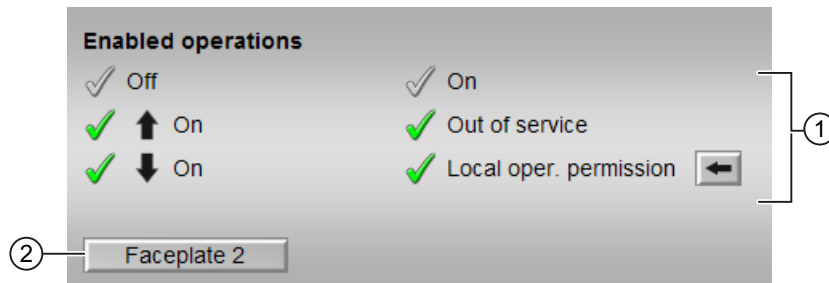 Enabled operations
Off On
On Out of service 1
On Local oper. permission
2 Faceplate 2